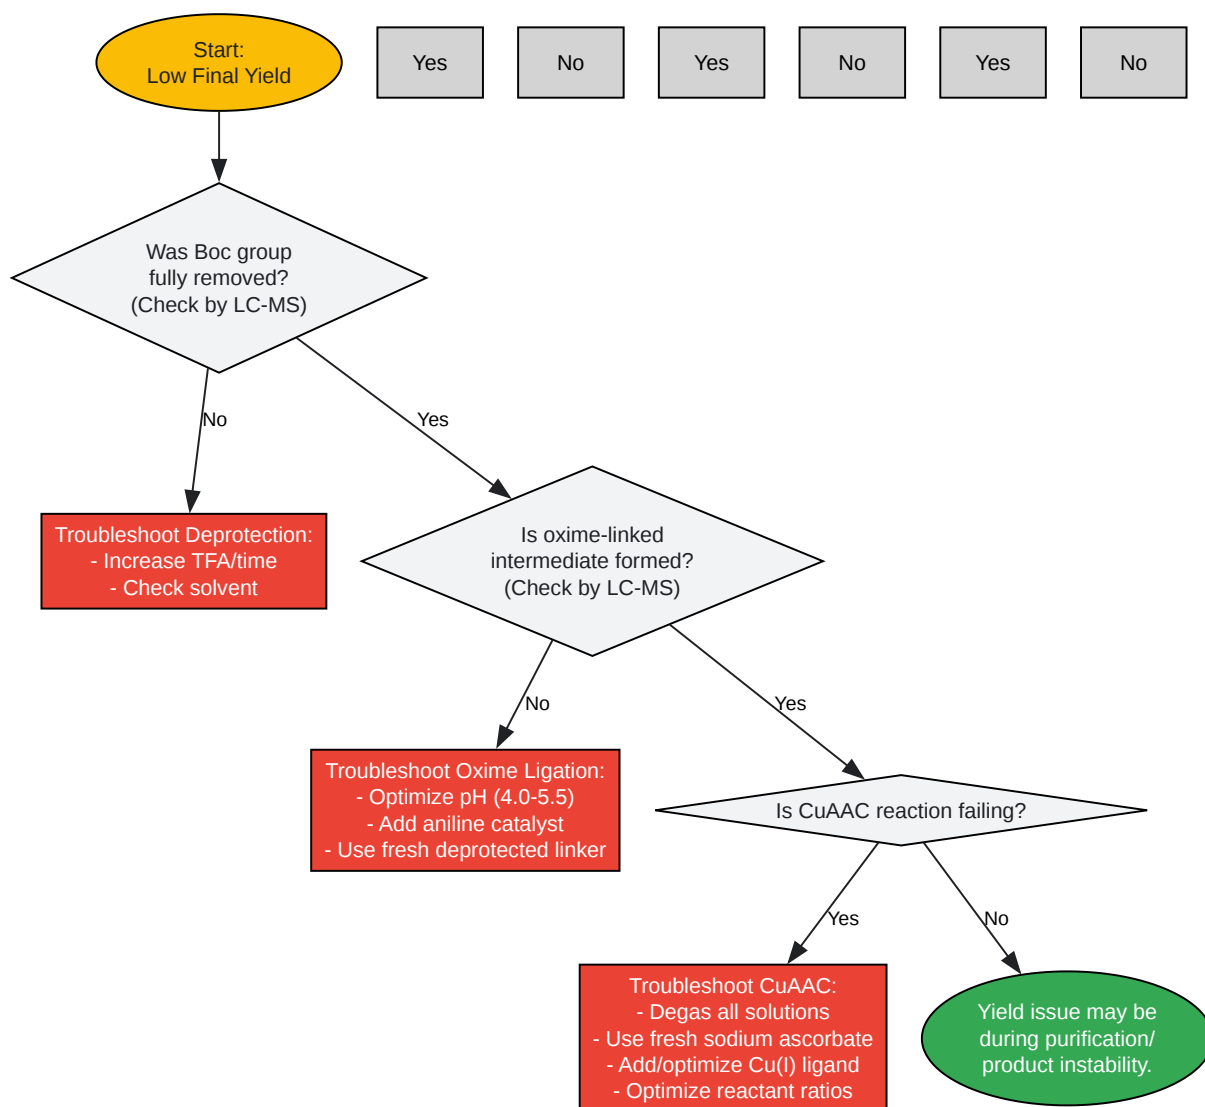 Start:
Low Final Yield
Yes
No
Yes
No
Yes
No
Was Boc group
fully removed?
(Check by LC-MS)
No
Yes
Troubleshoot Deprotection:
- Increase TFA/time
- Check solvent
Is oxime-linked
intermediate formed?
(Check by LC-MS)
No
Yes
Troubleshoot Oxime Ligation:
- Optimize pH (4.0-5.5)
- Add aniline catalyst
- Use fresh deprotected linker
Is CuAAC reaction failing?
Yes
No
Troubleshoot CuAAC:
- Degas all solutions
- Use fresh sodium ascorbate
- Add/optimize Cu(I) ligand
- Optimize reactant ratios
Yield issue may be
during purification/
product instability.